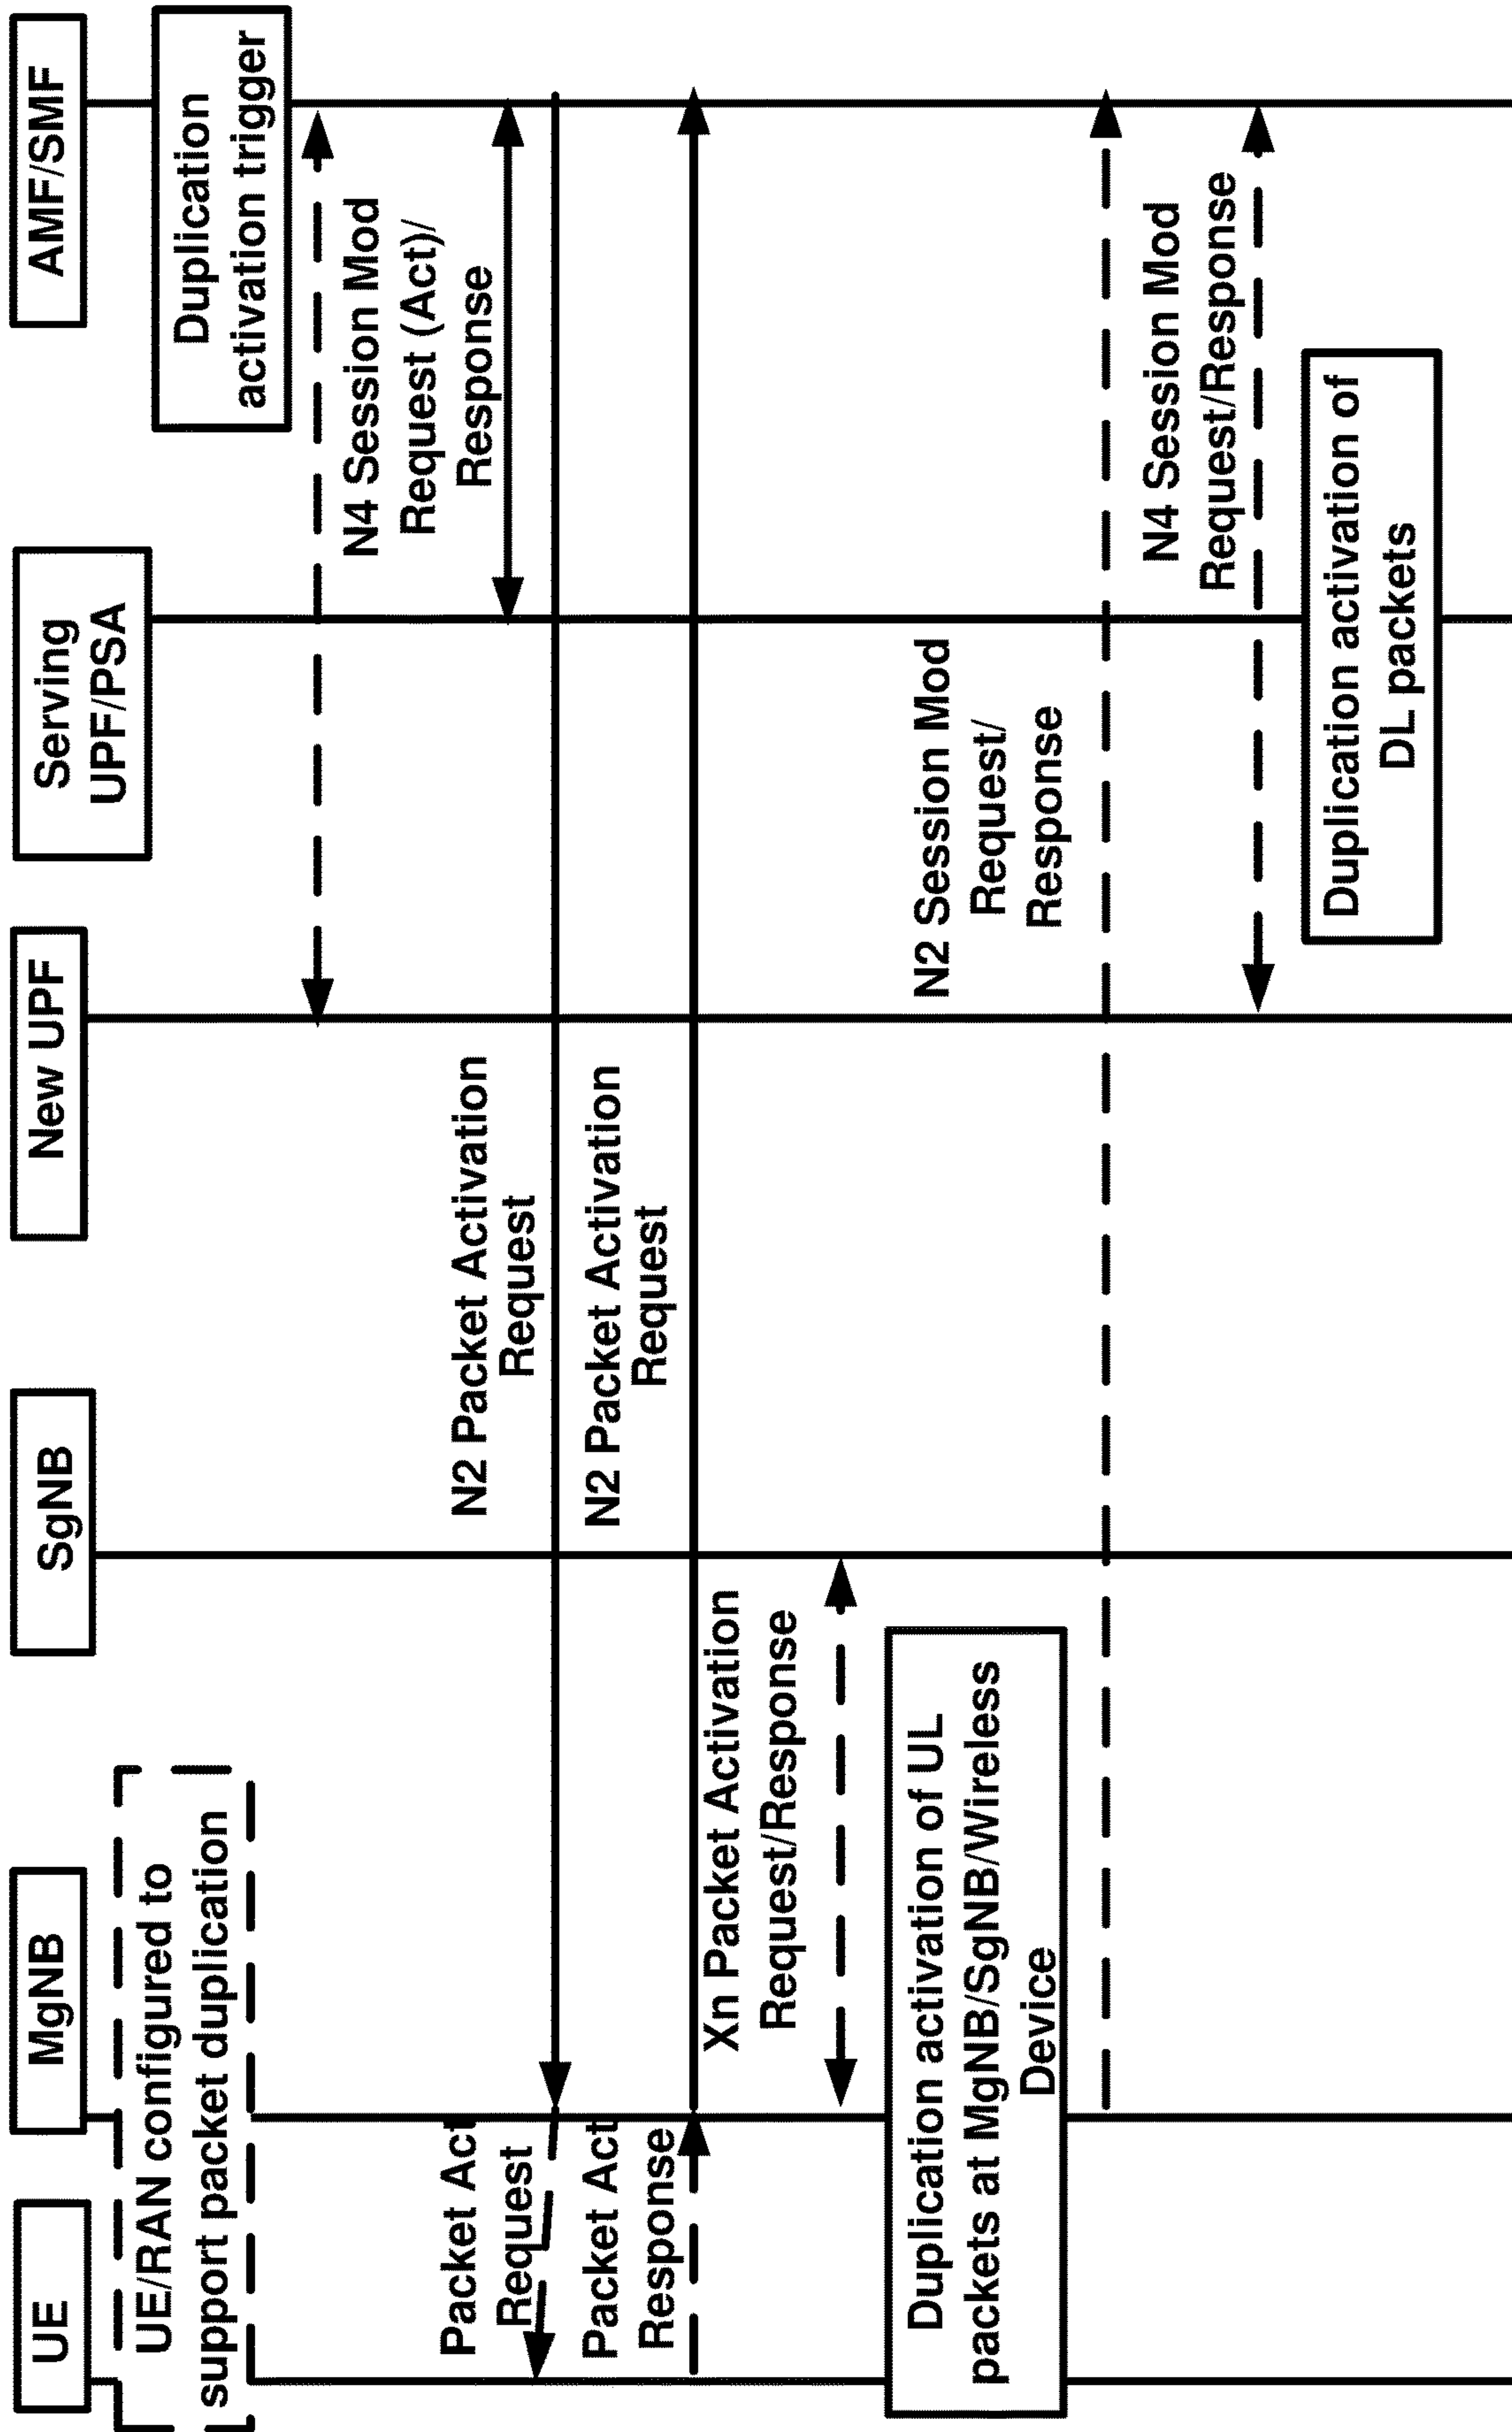 UE
MgNB
SgNB
New UPF
Serving
UPF/PSA
AMF/SMF
UE/RAN configured to
support packet duplication
Duplication
activation trigger
N4 Session Mod
Request (Act)/
Response
Packet Act
Request
N2 Packet Activation
Request
Packet Act
Response
N2 Packet Activation
Request
Xn Packet Activation
Request/Response
Duplication activation of UL
packets at MgNB/SgNB/Wireless
Device
N2 Session Mod
Request/
Response
N4 Session Mod
Request/Response
Duplication activation of
DL packets